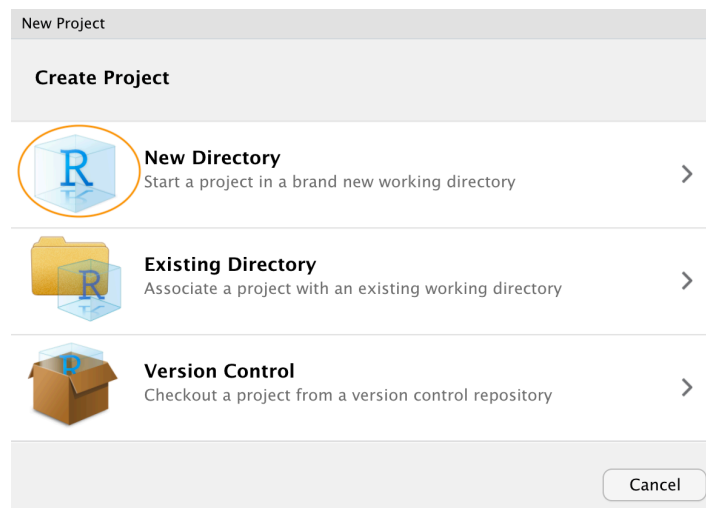 New Project
Create Project
R
New Directory
Start a project in a brand new working directory
R
Existing Directory
Associate a project with an existing working directory
R
Version Control
Checkout a project from a version control repository
Cancel